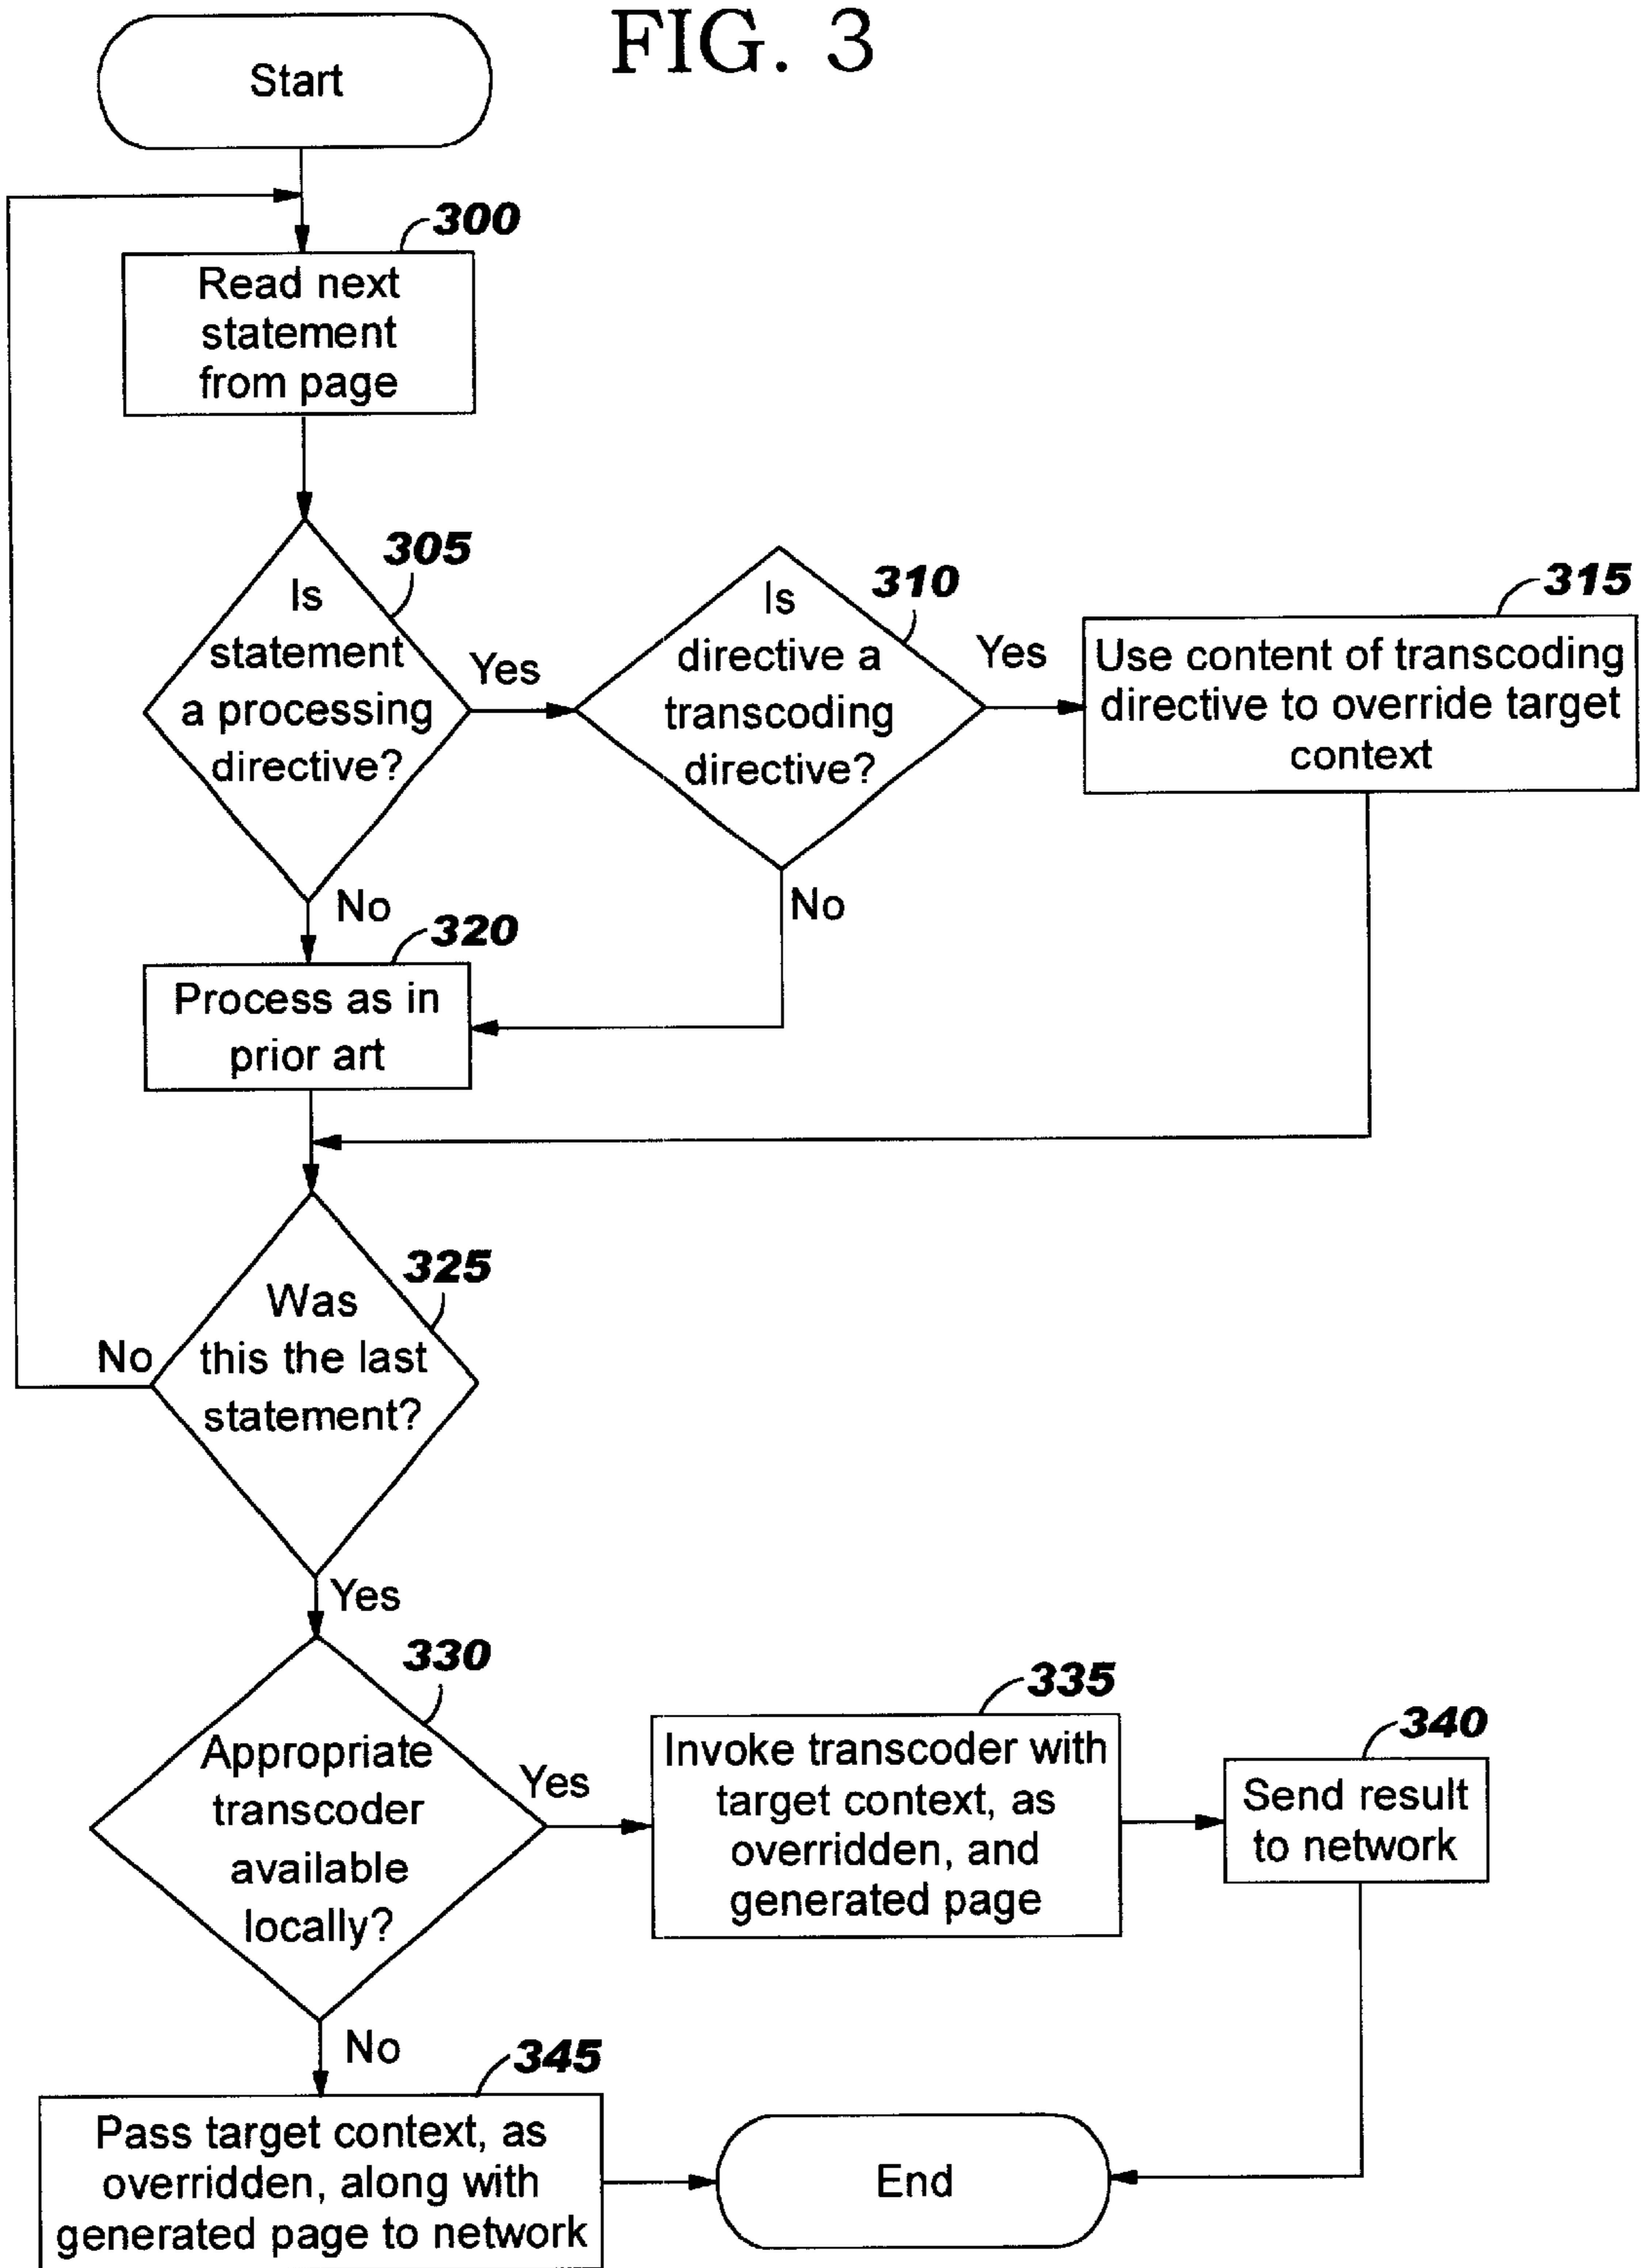 FIG. 3
Start
300
Read next
statement
from page
305
Is
statement
a processing
directive?
Yes
310
Is
directive a
transcoding
directive?
Yes
315
Use content of transcoding
directive to override target
context
No
No
320
Process as in
prior art
325
Was
this the last
statement?
No
Yes
330
Appropriate
transcoder
available
locally?
Yes
335
Invoke transcoder with
target context, as
overridden, and
generated page
340
Send result
to network
No
345
Pass target context, as
overridden, along with
generated page to network
End